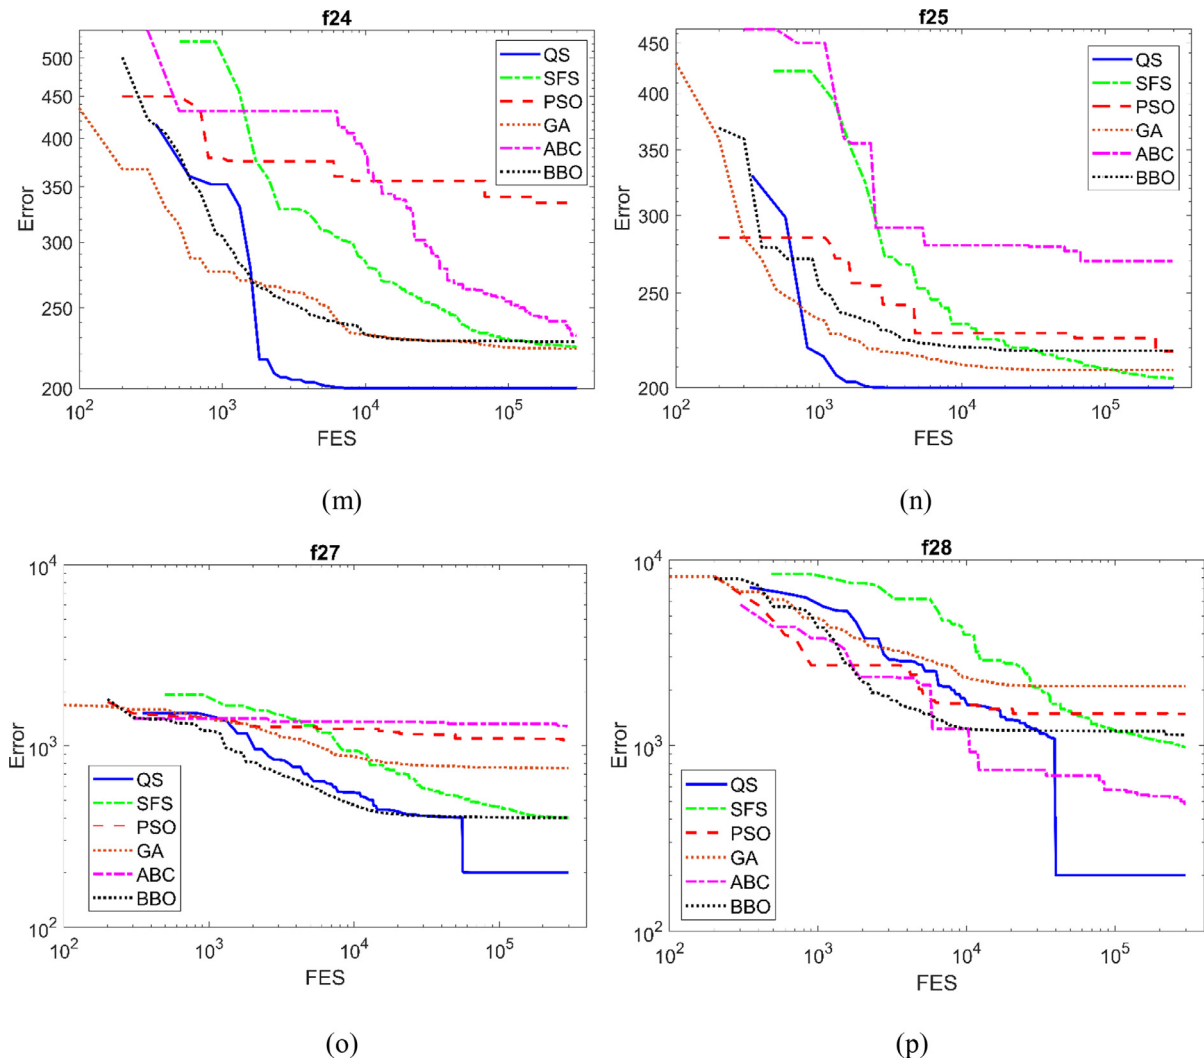 f24
500
450
400
350
300
250
200
10^2
10^3
10^4
10^5
Error
FES
QS
SFS
PSO
GA
ABC
BBO
(m)
f25
450
400
350
300
250
200
10^2
10^3
10^4
10^5
Error
FES
QS
SFS
PSO
GA
ABC
BBO
(n)
f27
10^4
10^3
10^2
10^2
10^3
10^4
10^5
Error
FES
QS
SFS
PSO
GA
ABC
BBO
(o)
f28
10^4
10^3
10^2
10^2
10^3
10^4
10^5
Error
FES
QS
SFS
PSO
GA
ABC
BBO
(p)